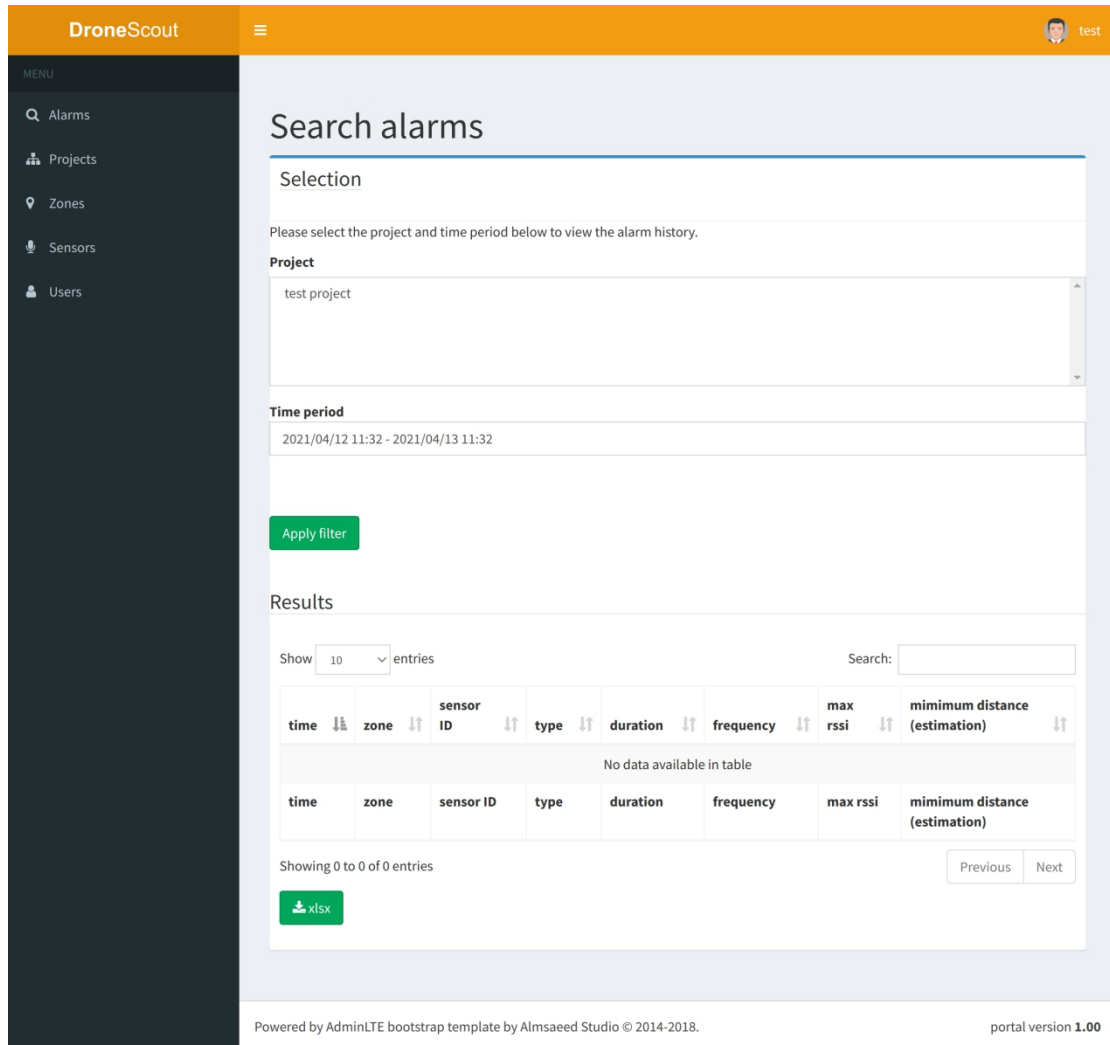 DroneScout
test
MENU
Alarms
Projects
Zones
Sensors
Users
Search alarms
Selection
Please select the project and time period below to view the alarm history.
Project
test project
Time period
2021/04/12 11:32 - 2021/04/13 11:32
Apply filter
Results
Show 10 entries Search:
time zone sensor ID type duration frequency max rssi mimimum distance (estimation)
No data available in table
time zone sensor ID type duration frequency max rssi mimimum distance (estimation)
Showing 0 to 0 of 0 entries Previous Next
xlsx
Powered by AdminLTE bootstrap template by Almsaeed Studio © 2014-2018. portal version 1.00